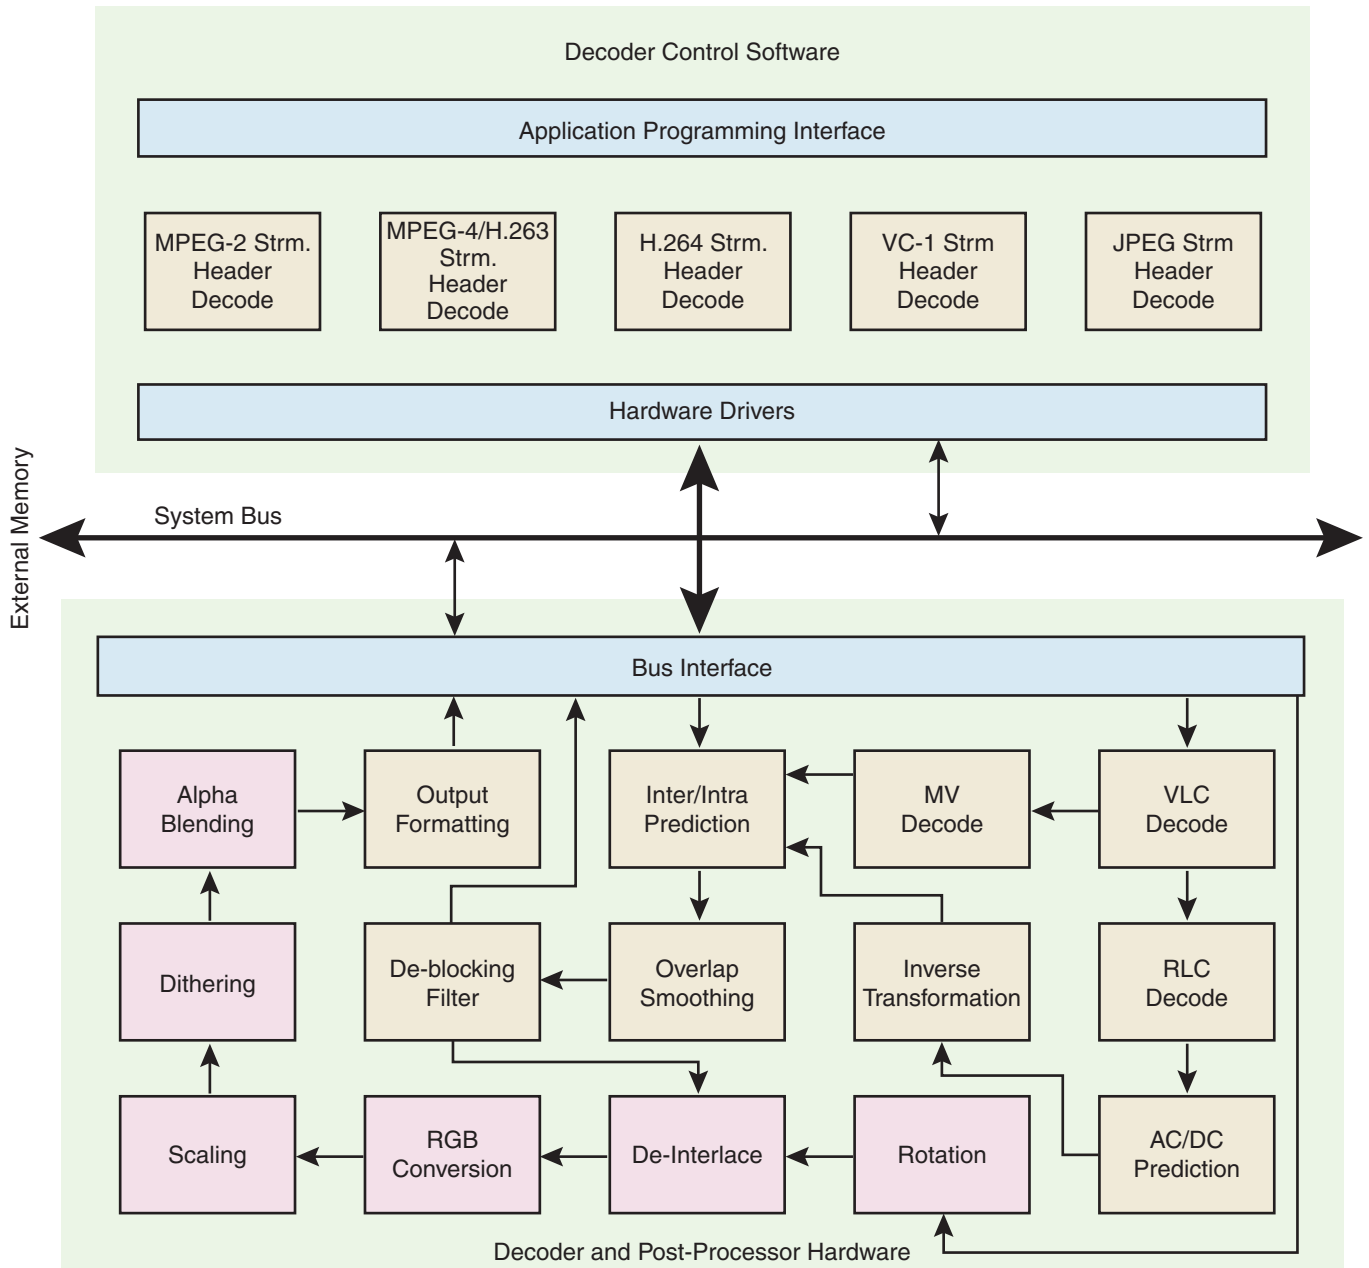 Decoder Control Software
Application Programming Interface
MPEG-2 Strm.
Header
Decode
MPEG-4/H.263
Strm.
Header
Decode
H.264 Strm.
Header
Decode
VC-1 Strm
Header
Decode
JPEG Strm
Header
Decode
Hardware Drivers
External Memory
System Bus
Bus Interface
Alpha
Blending
Output
Formatting
Inter/Intra
Prediction
MV
Decode
VLC
Decode
Dithering
De-blocking
Filter
Overlap
Smoothing
Inverse
Transformation
RLC
Decode
Scaling
RGB
Conversion
De-Interlace
Rotation
AC/DC
Prediction
Decoder and Post-Processor Hardware